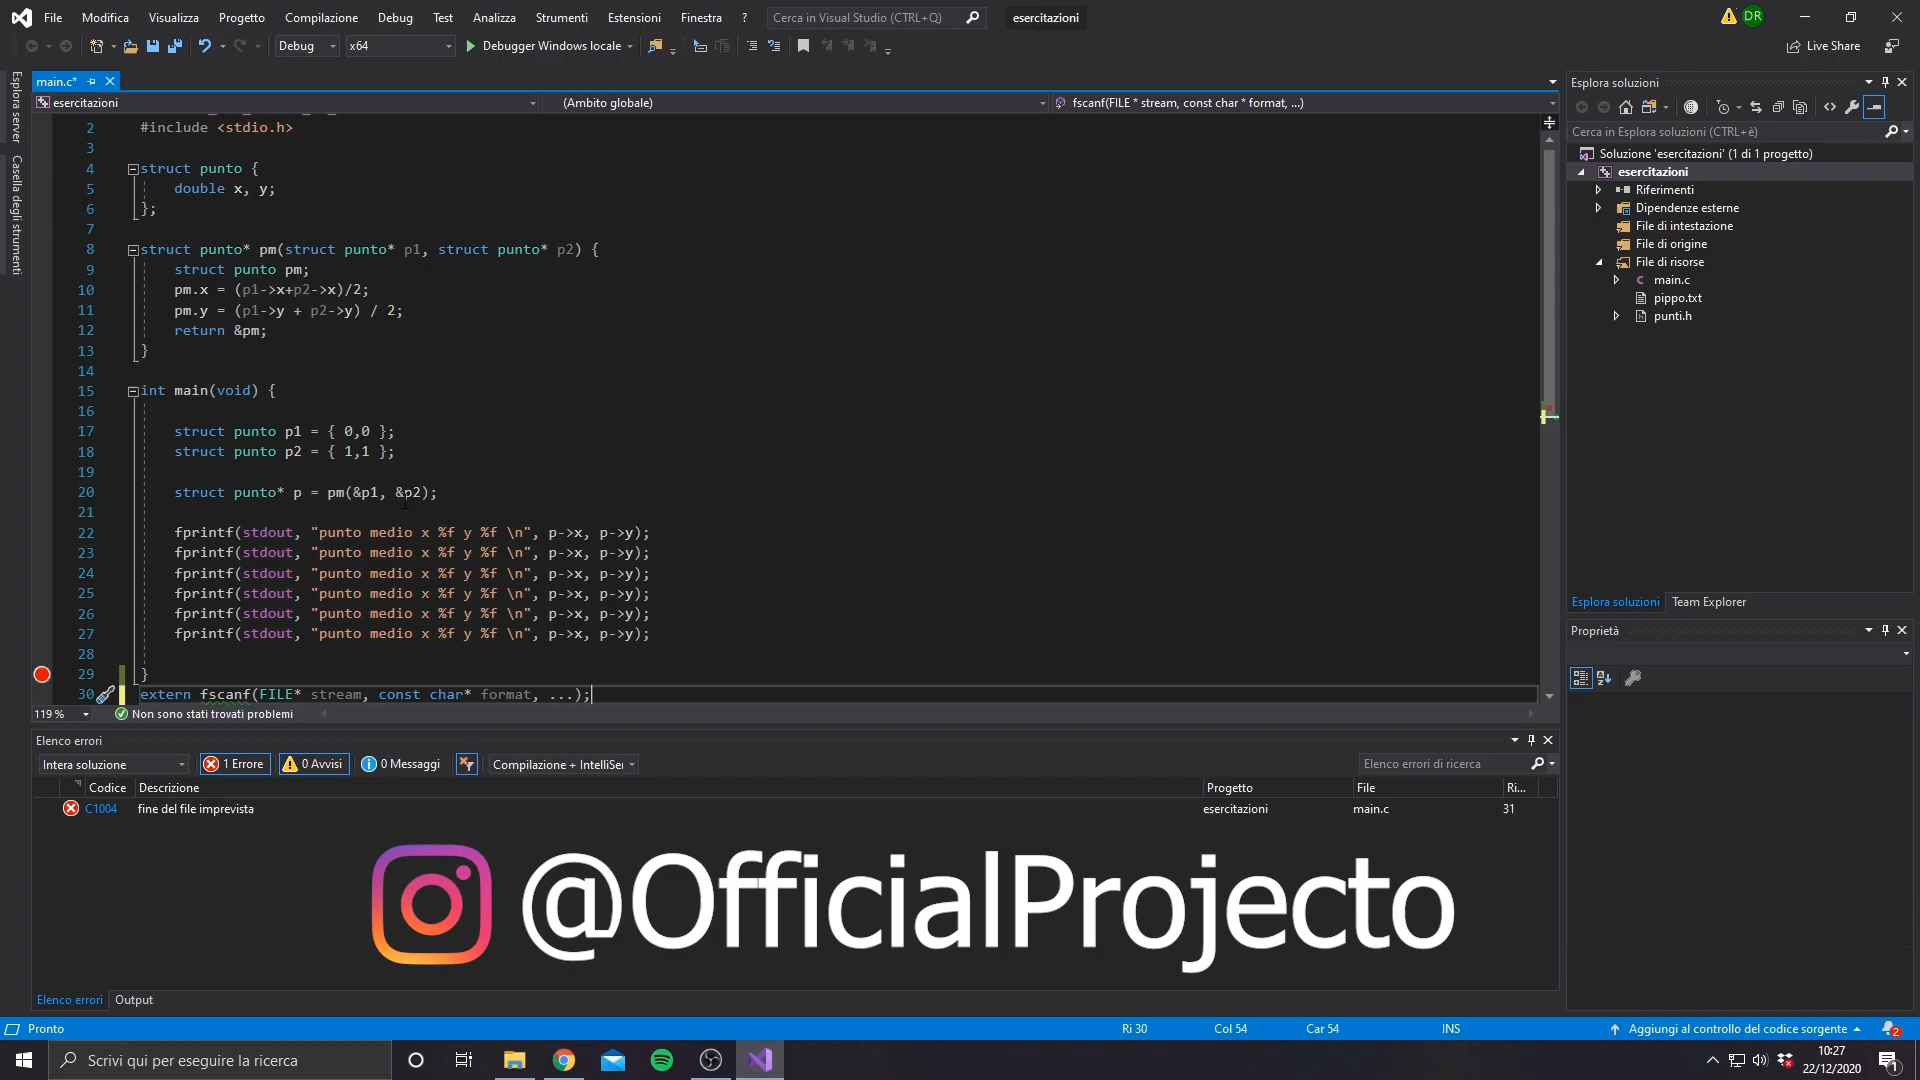 File Modifica Visualizza Progetto Compilazione Debug Test Analizza Strumenti Estensioni Finestra ? Cerca in Visual Studio (CTRL+Q) esercitazioni DR
Debug x64 Debugger Windows locale Live Share
Esplora server
Casella degli strumenti
main.c*
esercitazioni (Ambito globale) fscanf(FILE * stream, const char * format, ...)
2 #include <stdio.h>
3
4 struct punto {
5 double x, y;
6 };
7
8 struct punto* pm(struct punto* p1, struct punto* p2) {
9 struct punto pm;
10 pm.x = (p1->x+p2->x)/2;
11 pm.y = (p1->y + p2->y) / 2;
12 return &pm;
13 }
14
15 int main(void) {
16
17 struct punto p1 = { 0,0 };
18 struct punto p2 = { 1,1 };
19
20 struct punto* p = pm(&p1, &p2);
21
22 fprintf(stdout, "punto medio x %f y %f \n", p->x, p->y);
23 fprintf(stdout, "punto medio x %f y %f \n", p->x, p->y);
24 fprintf(stdout, "punto medio x %f y %f \n", p->x, p->y);
25 fprintf(stdout, "punto medio x %f y %f \n", p->x, p->y);
26 fprintf(stdout, "punto medio x %f y %f \n", p->x, p->y);
27 fprintf(stdout, "punto medio x %f y %f \n", p->x, p->y);
28
29 }
30 extern fscanf(FILE* stream, const char* format, ...);
119 % Non sono stati trovati problemi
Esplora soluzioni
Cerca in Esplora soluzioni (CTRL+è)
Soluzione 'esercitazioni' (1 di 1 progetto)
esercitazioni
Riferimenti
Dipendenze esterne
File di intestazione
File di origine
File di risorse
main.c
pippo.txt
punti.h
Esplora soluzioni Team Explorer
Proprietà
Elenco errori
Intera soluzione 1 Errore 0 Avvisi 0 Messaggi Compilazione + IntelliSe Elenco errori di ricerca
Codice Descrizione Progetto File Ri...
C1004 fine del file imprevista esercitazioni main.c 31
@OfficialProjecto
Elenco errori Output
Pronto Ri 30 Col 54 Car 54 INS Aggiungi al controllo del codice sorgente 2
Scrivi qui per eseguire la ricerca 10:27
22/12/2020 1